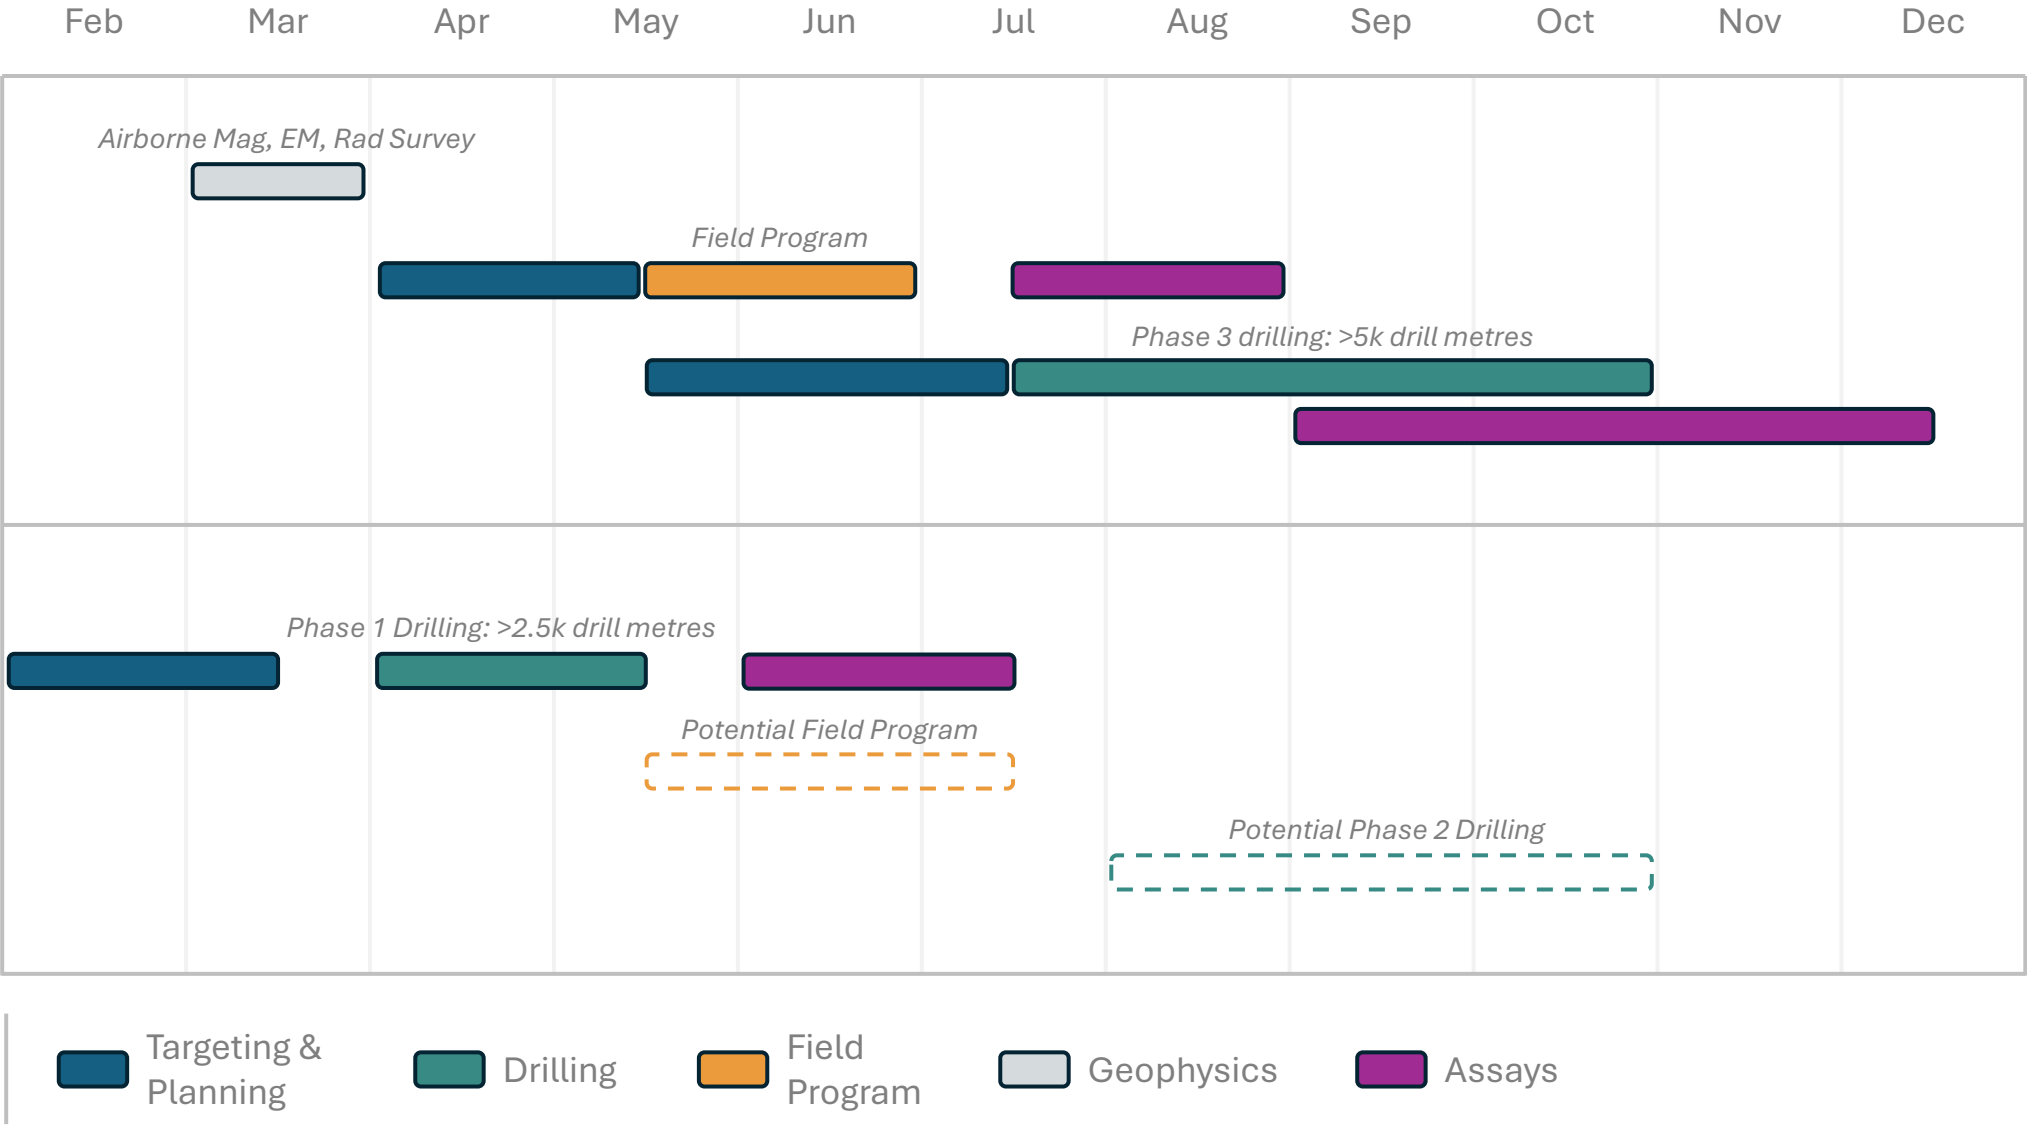 Feb Mar Apr May Jun Jul Aug Sep Oct Nov Dec
Airborne Mag, EM, Rad Survey
Field Program
Phase 3 drilling: >5k drill metres
Phase 1 Drilling: >2.5k drill metres
Potential Field Program
Potential Phase 2 Drilling
Targeting &
Planning
Drilling
Field
Program
Geophysics
Assays